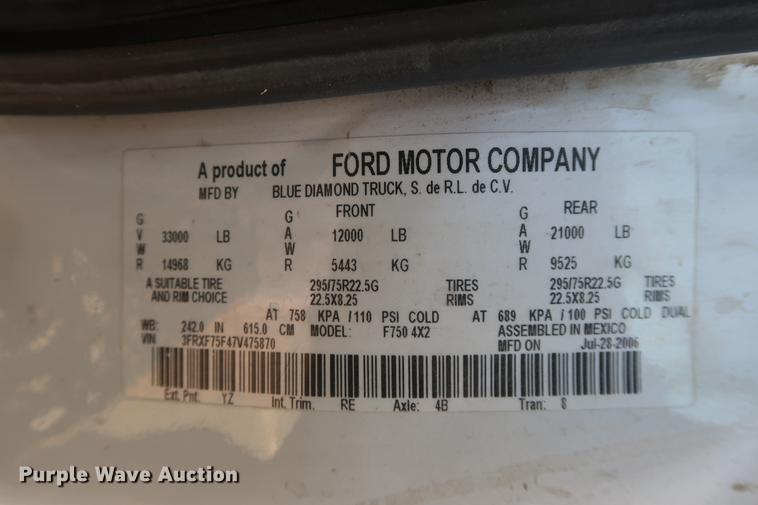 A product of FORD MOTOR COMPANY
MFD BY BLUE DIAMOND TRUCK, S. de R.L. de C.V.
GVWR 33000 LB 14968 KG
FRONT GAWR 12000 LB 5443 KG
REAR GAWR 21000 LB 9525 KG
A SUITABLE TIRE 295/75R22.5G TIRES 295/75R22.5G TIRES
AND RIM CHOICE 22.5X8.25 RIMS 22.5X8.25 RIMS
AT 758 KPA / 110 PSI COLD AT 689 KPA / 100 PSI COLD DUAL
WB: 242.0 IN 615.0 CM MODEL: F750 4X2 ASSEMBLED IN MEXICO
VIN 3FRXF75F47V475870 MFD ON Jul-28-2006
Ext. Pnt: YZ Int. Trim. RE Axle: 4B Tran: 8
Purple Wave Auction